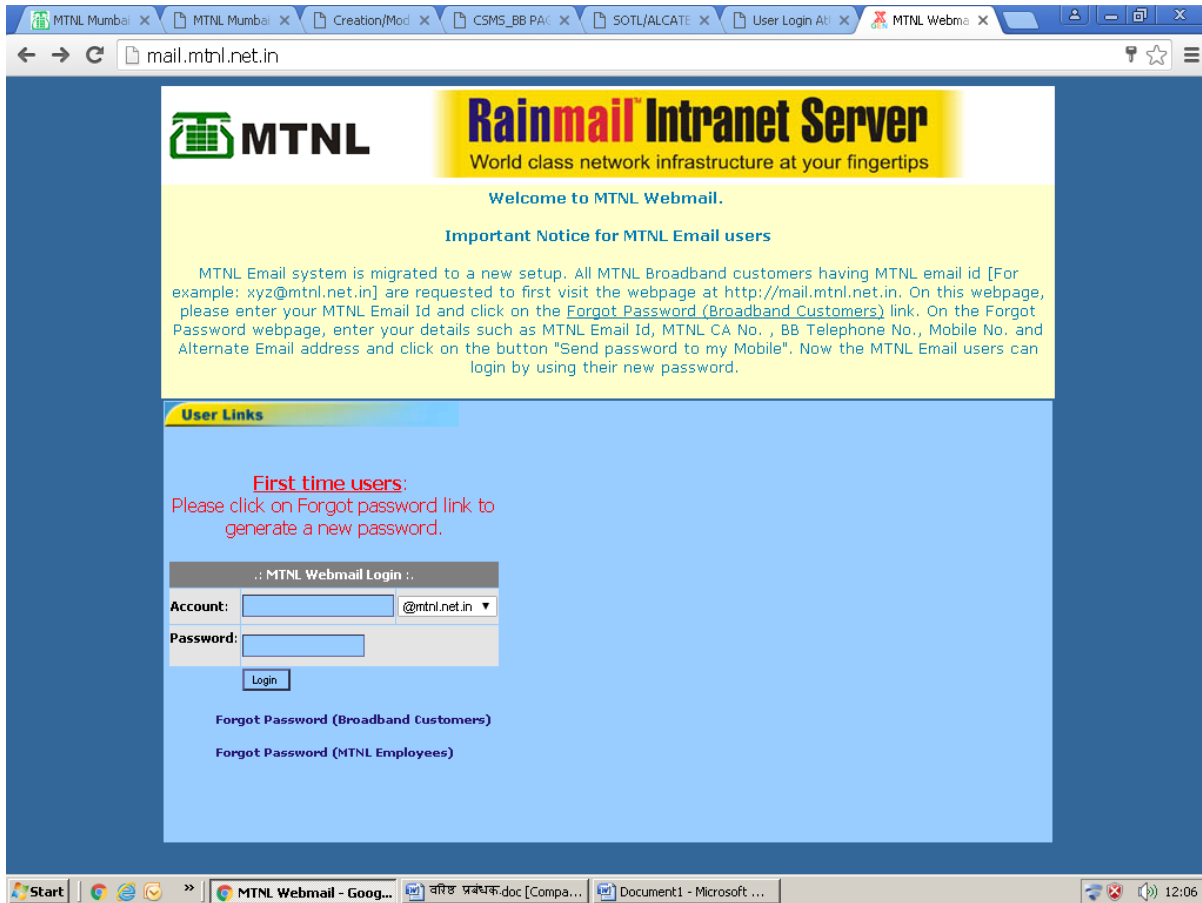 MTNL Mumbai
MTNL Mumbai
Creation/Mod
CSMS_BB PAC
SOTL/ALCATE
User Login Att
MTNL Webma
mail.mtnl.net.in
MTNL
Rainmail™ Intranet Server
World class network infrastructure at your fingertips
Welcome to MTNL Webmail.
Important Notice for MTNL Email users
MTNL Email system is migrated to a new setup. All MTNL Broadband customers having MTNL email id [For
example: xyz@mtnl.net.in] are requested to first visit the webpage at http://mail.mtnl.net.in. On this webpage,
please enter your MTNL Email Id and click on the Forgot Password (Broadband Customers) link. On the Forgot
Password webpage, enter your details such as MTNL Email Id, MTNL CA No. , BB Telephone No., Mobile No. and
Alternate Email address and click on the button "Send password to my Mobile". Now the MTNL Email users can
login by using their new password.
User Links
First time users:
Please click on Forgot password link to
generate a new password.
.: MTNL Webmail Login :.
Account:
@mtnl.net.in
Password:
Login
Forgot Password (Broadband Customers)
Forgot Password (MTNL Employees)
Start
MTNL Webmail - Goog...
वरिष्ठ प्रबंधक.doc [Compa...
Document1 - Microsoft ...
12:06